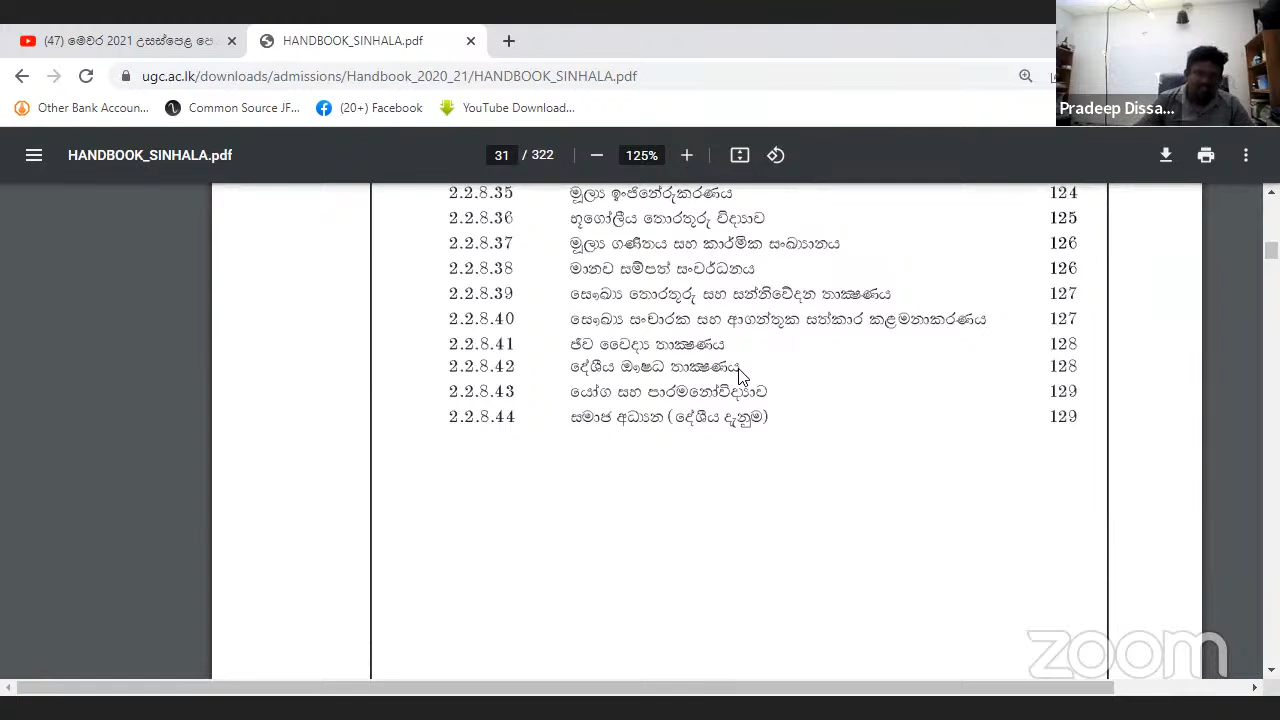 (47) මෙවර 2021 උසස්පෙළ පෙ
HANDBOOK_SINHALA.pdf
ugc.ac.lk/downloads/admissions/Handbook_2020_21/HANDBOOK_SINHALA.pdf
Other Bank Accoun... Common Source JF... (20+) Facebook YouTube Download...
Pradeep Dissa...
HANDBOOK_SINHALA.pdf 31 / 322 125%
2.2.8.35 මූල්‍ය ඉංජිනේරුකරණය 124
2.2.8.36 භූගෝලීය තොරතුරු විද්‍යාව 125
2.2.8.37 මූල්‍ය ගණිතය සහ කාර්මික සංඛ්‍යානය 126
2.2.8.38 මානව සම්පත් සංවර්ධනය 126
2.2.8.39 සෞඛ්‍ය තොරතුරු සහ සන්නිවේදන තාක්‍ෂණය 127
2.2.8.40 සෞඛ්‍ය සංචාරක සහ ආගන්තුක සත්කාර කළමනාකරණය 127
2.2.8.41 ජීව වෛද්‍ය තාක්‍ෂණය 128
2.2.8.42 දේශීය ඖෂධ තාක්‍ෂණය 128
2.2.8.43 යෝග සහ පාරමනෝවිද්‍යාව 129
2.2.8.44 සමාජ අධ්‍යන (දේශීය දැනුම) 129
zoom